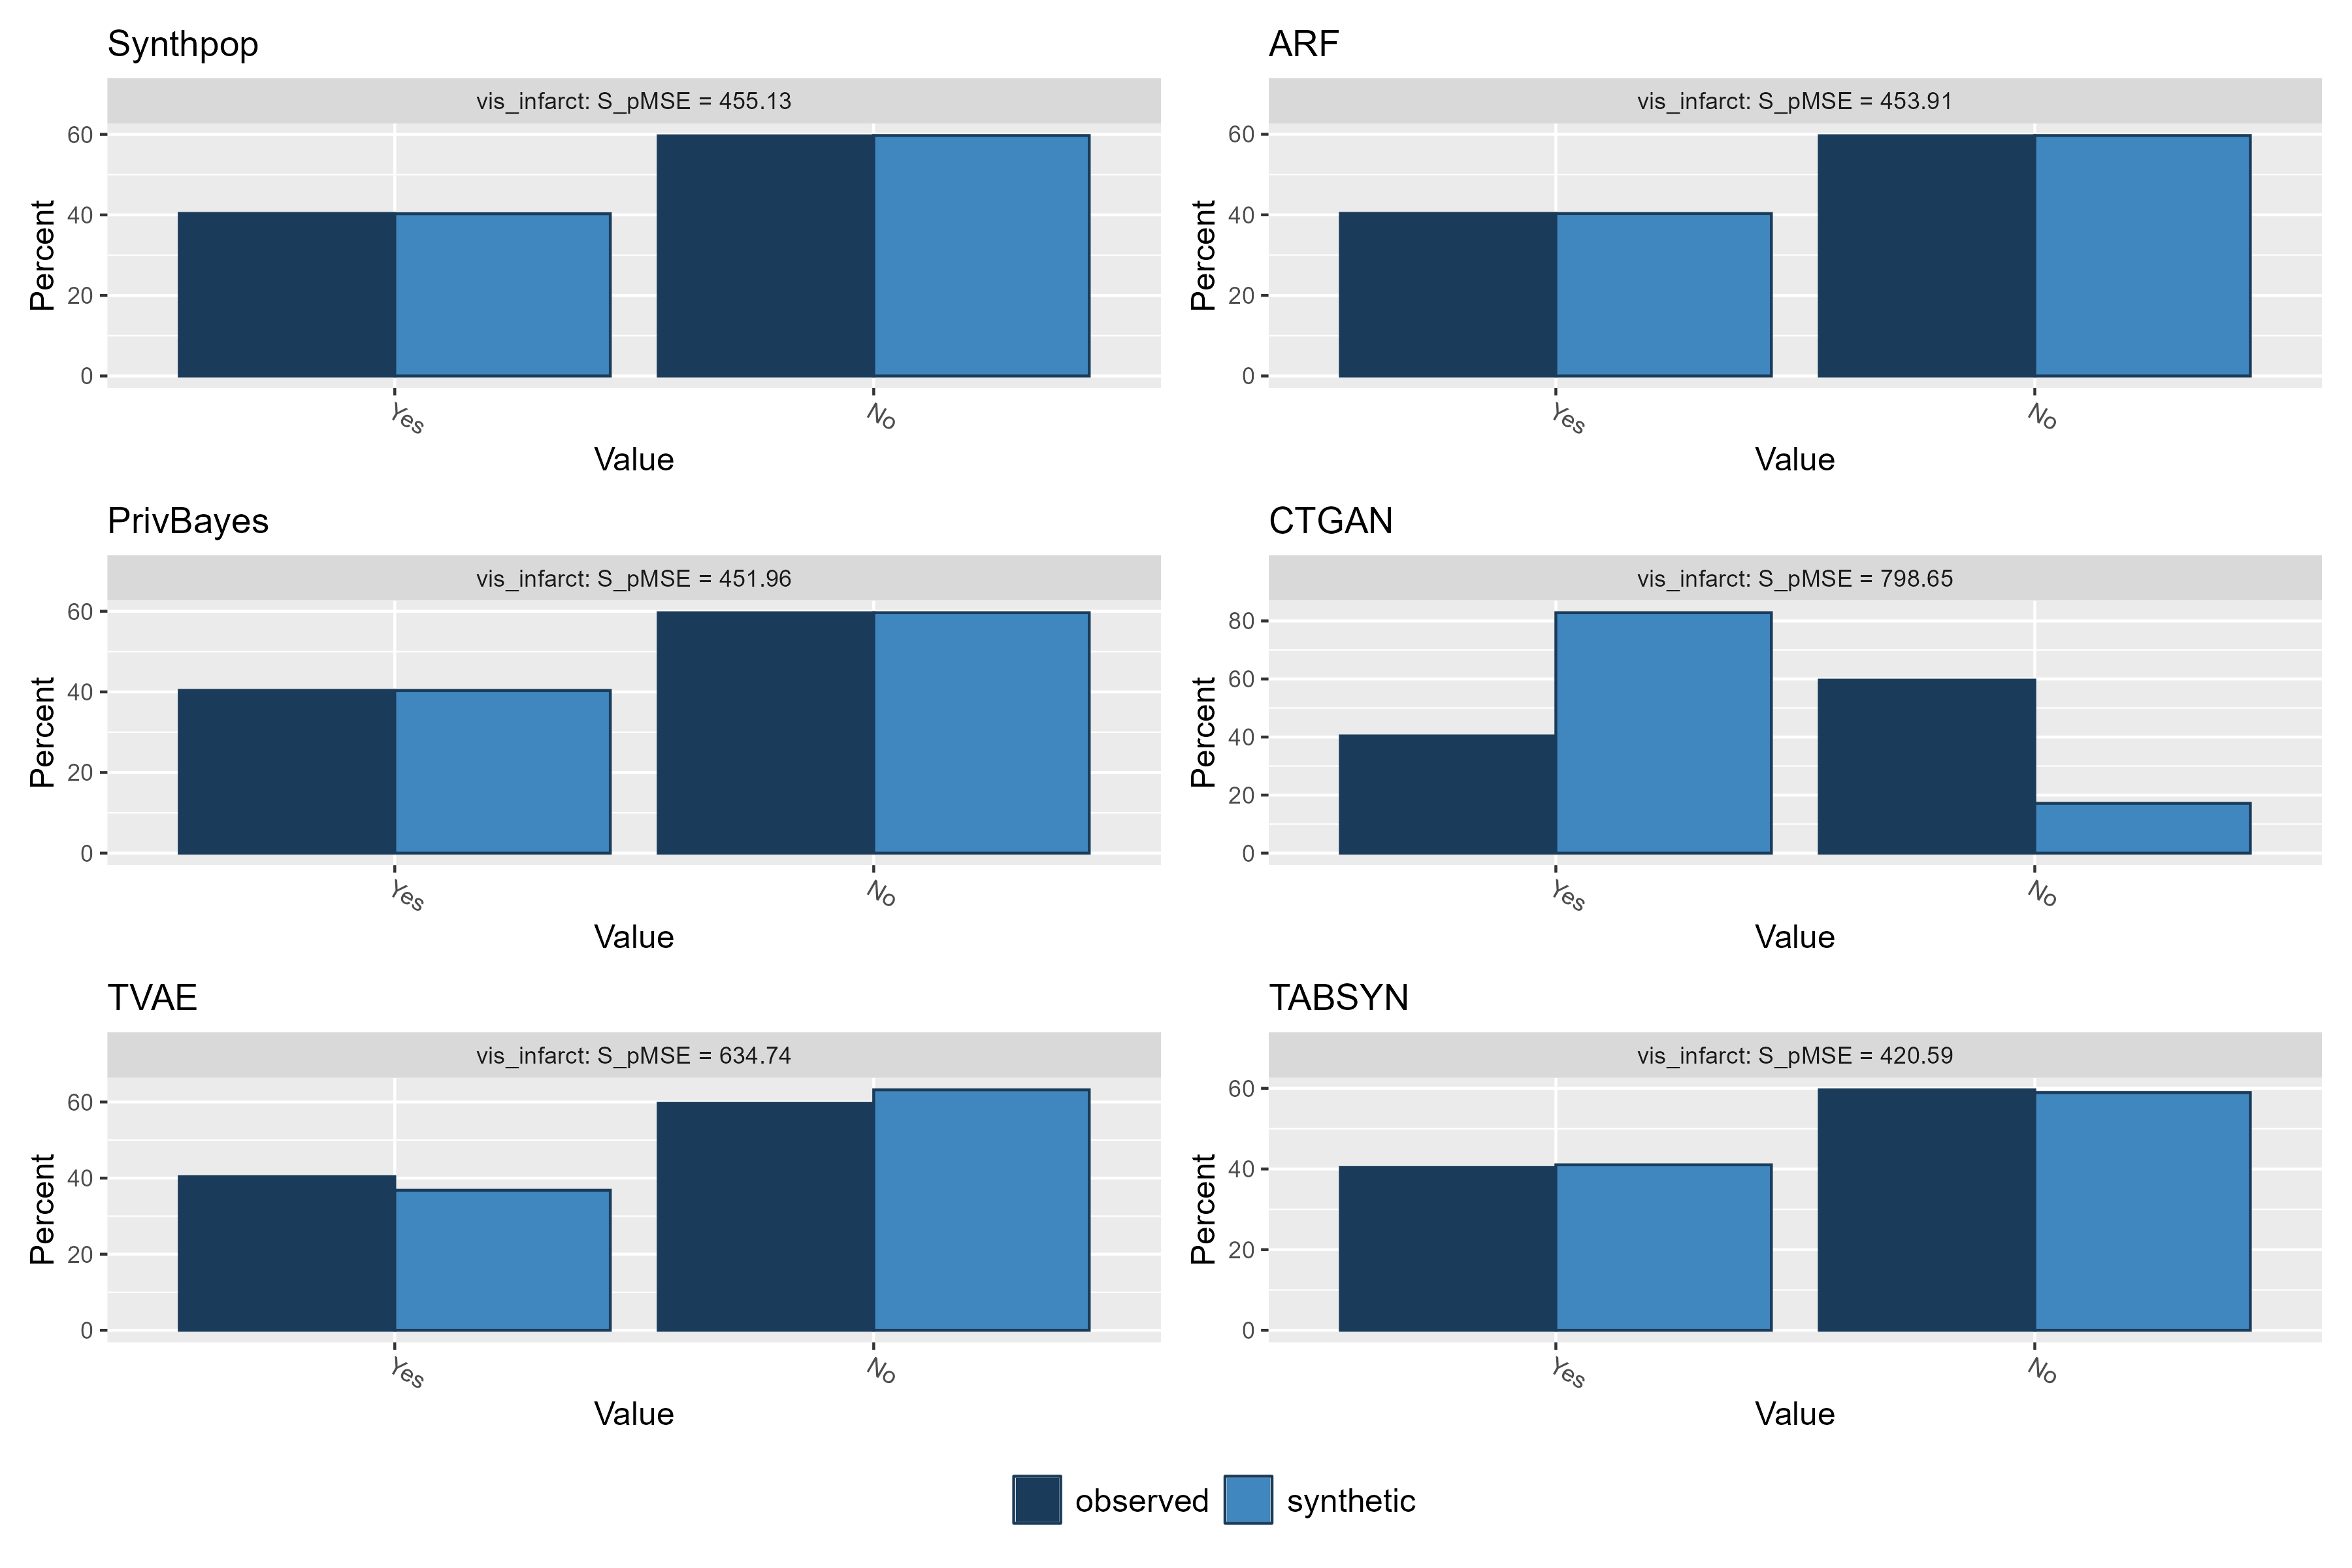 Synthpop
vis_infarct: S_pMSE = 455.13
Percent
60
40
20
0
Yes
No
Value
ARF
vis_infarct: S_pMSE = 453.91
Percent
60
40
20
0
Yes
No
Value
PrivBayes
vis_infarct: S_pMSE = 451.96
Percent
60
40
20
0
Yes
No
Value
CTGAN
vis_infarct: S_pMSE = 798.65
Percent
80
60
40
20
0
Yes
No
Value
TVAE
vis_infarct: S_pMSE = 634.74
Percent
60
40
20
0
Yes
No
Value
TABSYN
vis_infarct: S_pMSE = 420.59
Percent
60
40
20
0
Yes
No
Value
observed
synthetic